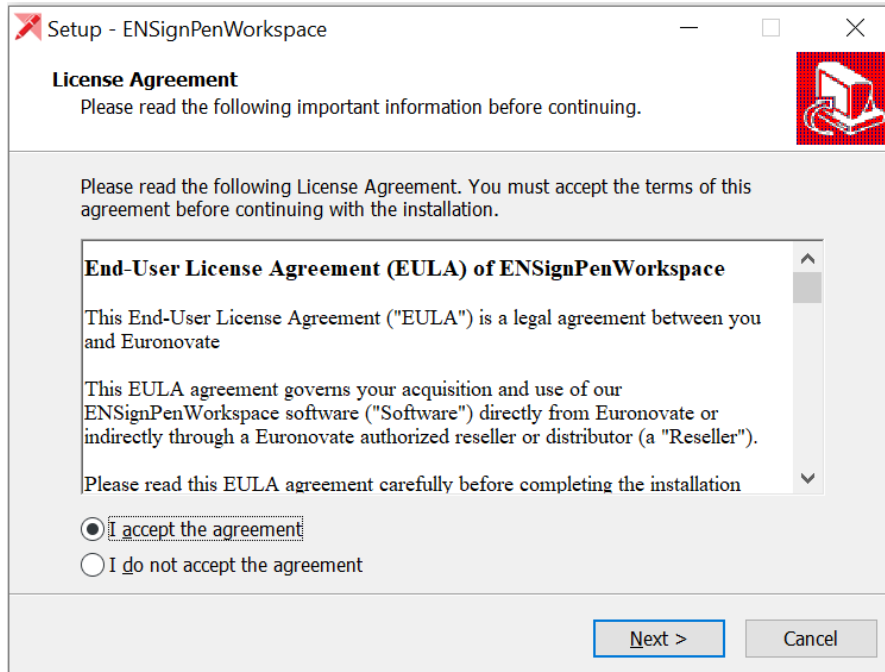 Setup - ENSignPenWorkspace
License Agreement
Please read the following important information before continuing.
Please read the following License Agreement. You must accept the terms of this
agreement before continuing with the installation.
End-User License Agreement (EULA) of ENSignPenWorkspace
This End-User License Agreement ("EULA") is a legal agreement between you
and Euronovate
This EULA agreement governs your acquisition and use of our
ENSignPenWorkspace software ("Software") directly from Euronovate or
indirectly through a Euronovate authorized reseller or distributor (a "Reseller").
Please read this EULA agreement carefully before completing the installation
I accept the agreement
I do not accept the agreement
Next >
Cancel